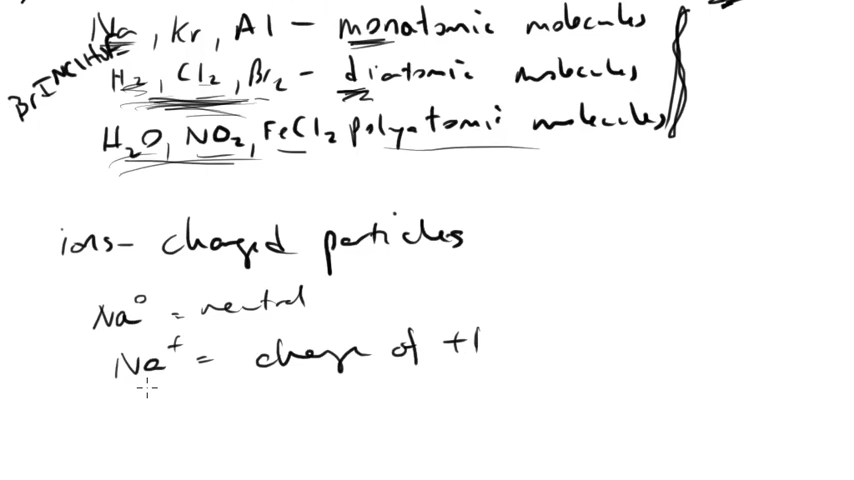 Na, Kr, Al - monatomic molecules
BrINClHOF
H₂, Cl₂, Br₂ - diatomic molecules
H₂O, NO₂, FeCl₂ polyatomic molecules
ions - charged particles
Na⁰ = neutral
Na⁺ = charge of +1